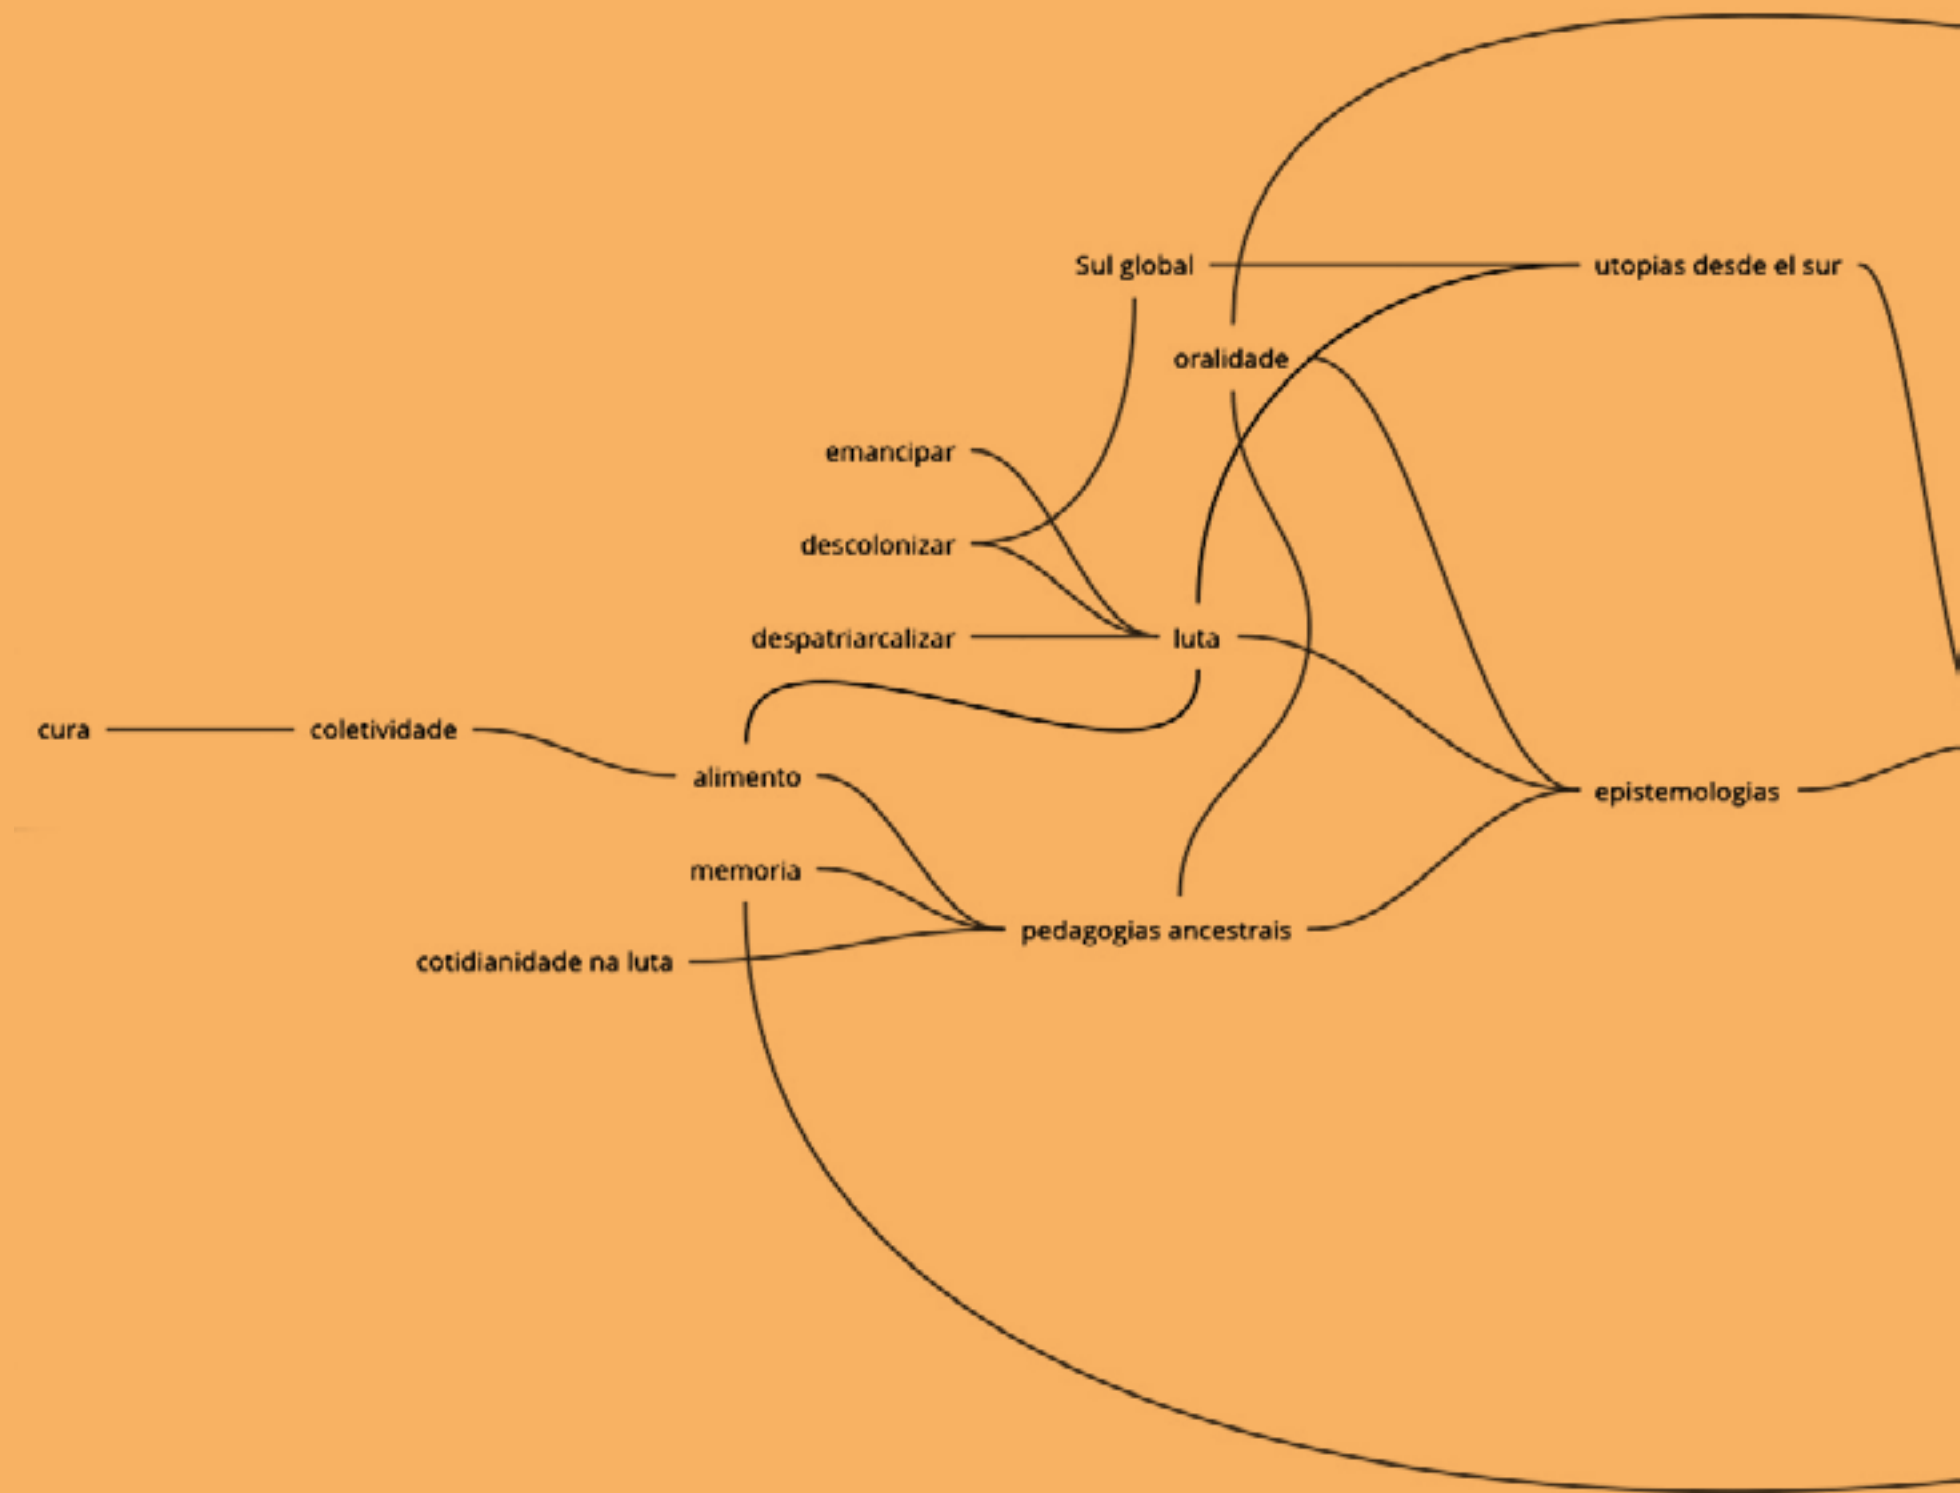 Sul global
utopias desde el sur
oralidade
emancipar
descolonizar
despatriarcalizar
luta
cura
coletividade
alimento
epistemologias
memoria
pedagogias ancestrais
cotidianidade na luta